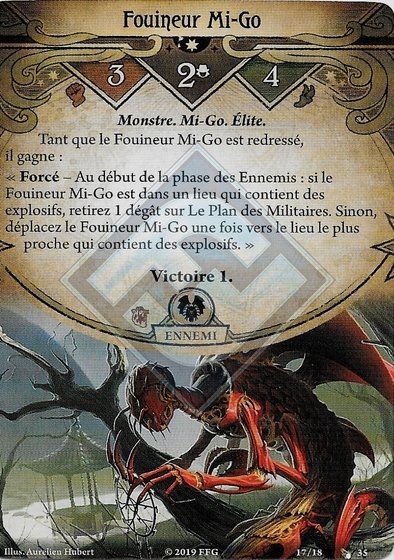 Fouineur Mi-Go
3 2 4
Monstre. Mi-Go. Élite.
Tant que le Fouineur Mi-Go est redressé,
il gagne :
« Forcé – Au début de la phase des Ennemis : si le
Fouineur Mi-Go est dans un lieu qui contient des
explosifs, retirez 1 dégât sur Le Plan des Militaires. Sinon,
déplacez le Fouineur Mi-Go une fois vers le lieu le plus
proche qui contient des explosifs. »
Victoire 1.
ENNEMI
Illus. Aurelien Hubert © 2019 FFG 17/18 35